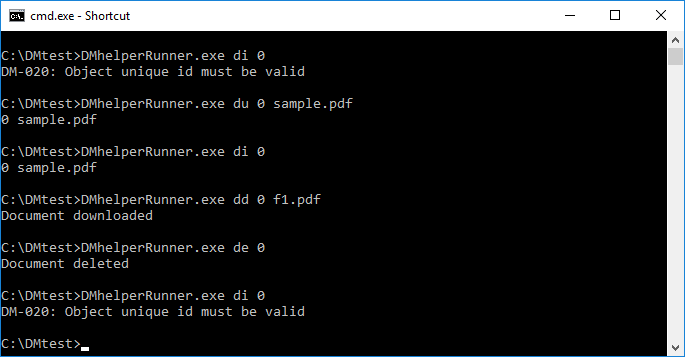 cmd.exe - Shortcut
C:\DMtest>DMhelperRunner.exe di 0
DM-020: Object unique id must be valid
C:\DMtest>DMhelperRunner.exe du 0 sample.pdf
0 sample.pdf
C:\DMtest>DMhelperRunner.exe di 0
0 sample.pdf
C:\DMtest>DMhelperRunner.exe dd 0 f1.pdf
Document downloaded
C:\DMtest>DMhelperRunner.exe de 0
Document deleted
C:\DMtest>DMhelperRunner.exe di 0
DM-020: Object unique id must be valid
C:\DMtest>